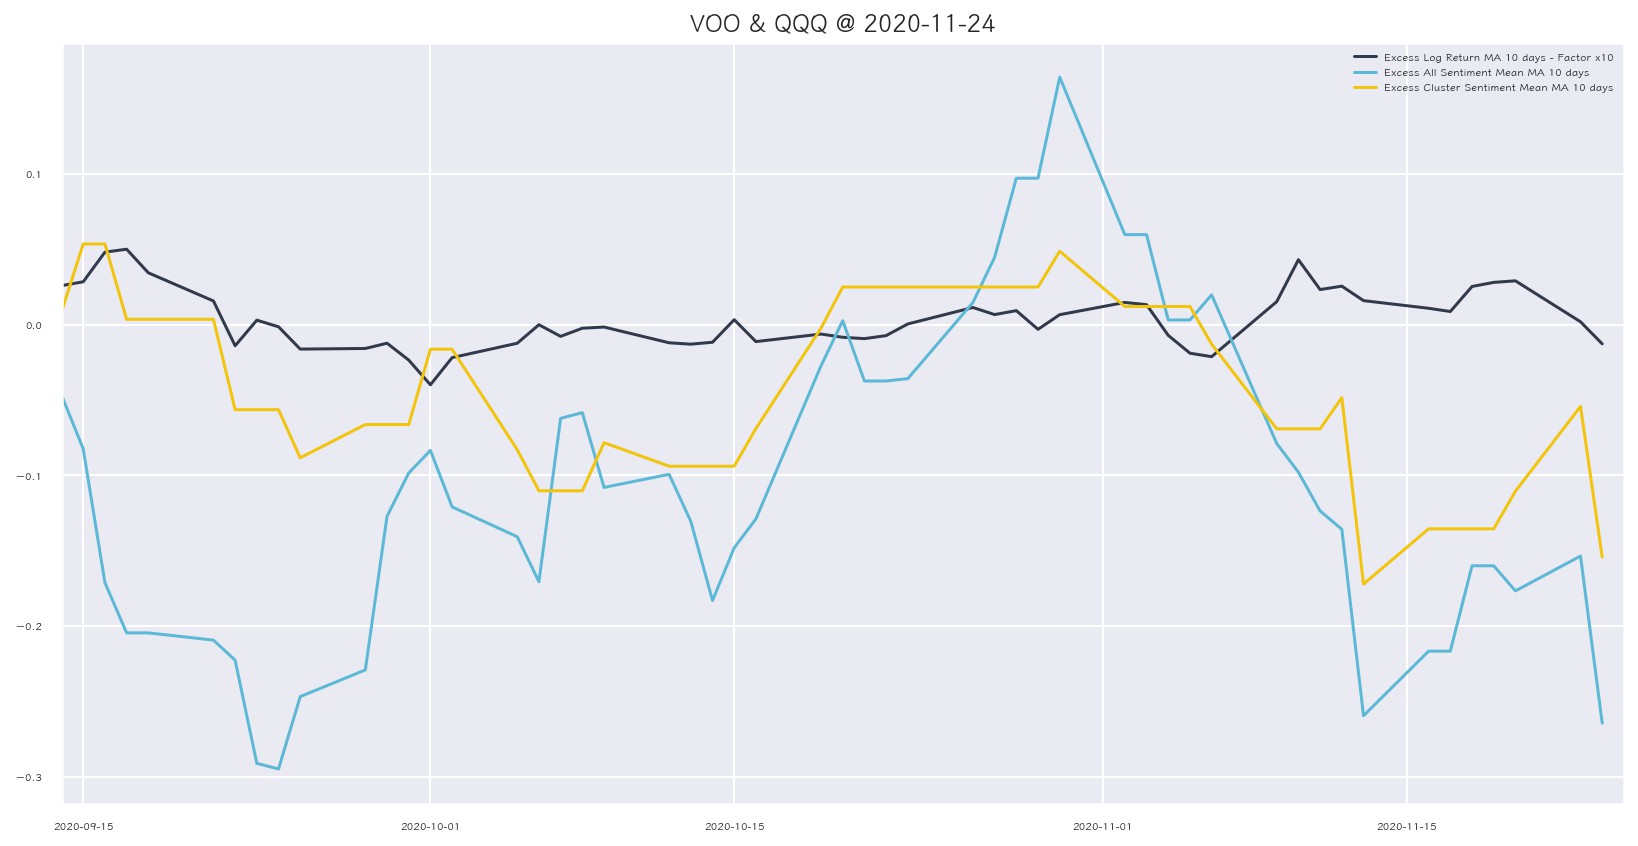 VOO & QQQ @ 2020-11-24
Excess Log Return MA 10 days - Factor x10
Excess All Sentiment Mean MA 10 days
Excess Cluster Sentiment Mean MA 10 days
0.1
0.0
−0.1
−0.2
−0.3
2020-09-15 2020-10-01 2020-10-15 2020-11-01 2020-11-15